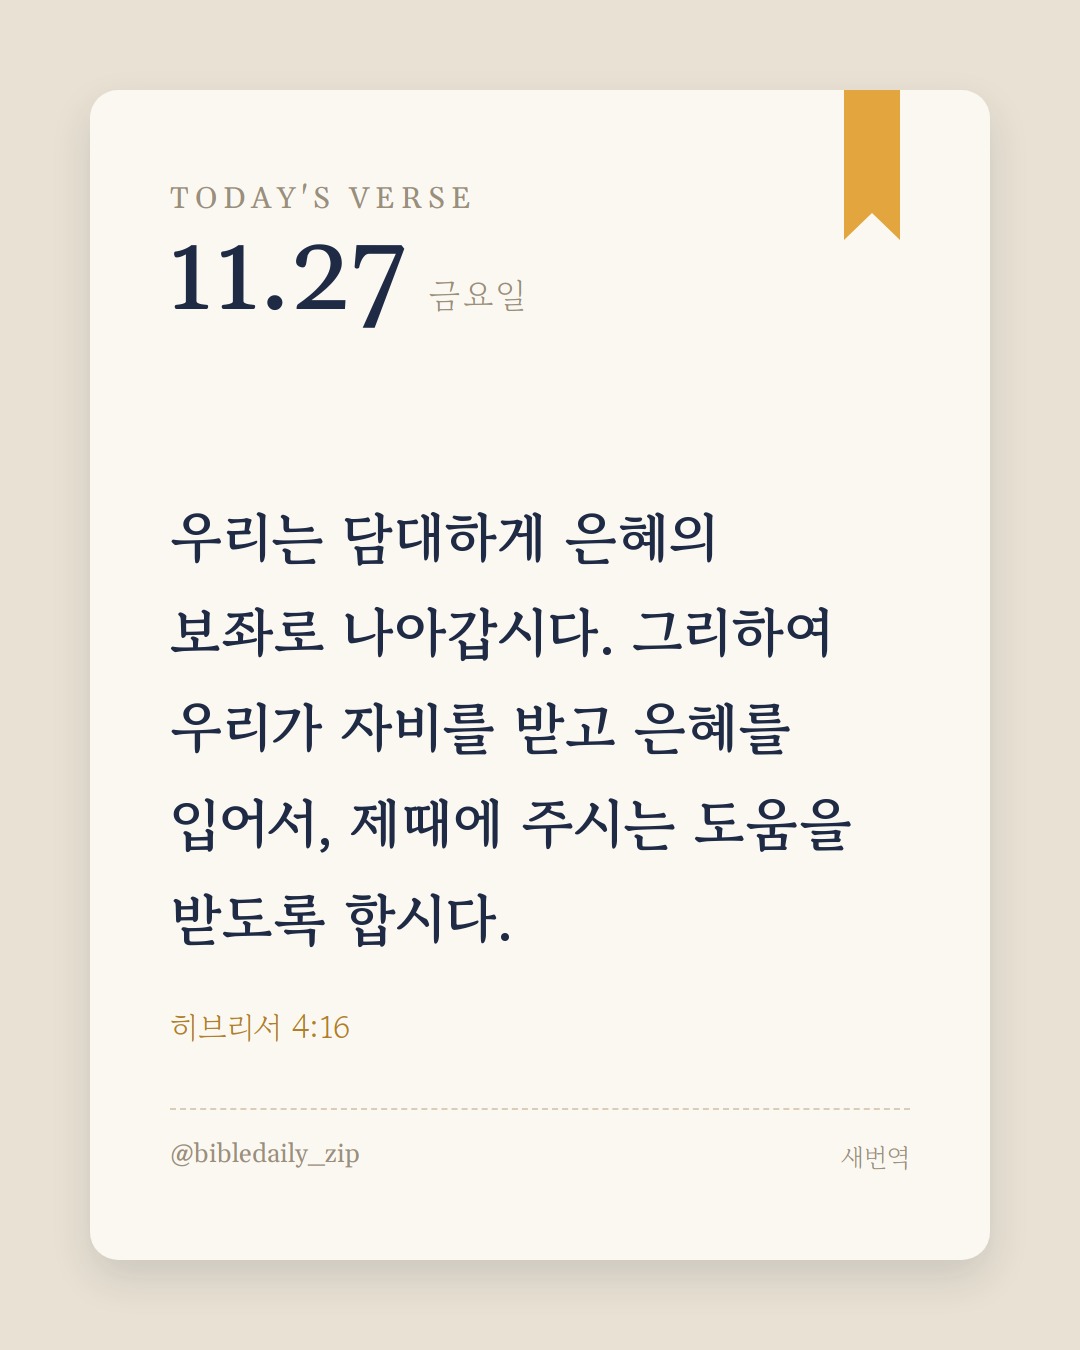 TODAY'S VERSE
11.27 금요일
우리는 담대하게 은혜의
보좌로 나아갑시다. 그리하여
우리가 자비를 받고 은혜를
입어서, 제때에 주시는 도움을
받도록 합시다.
히브리서 4:16
@bibledaily_zip 새번역